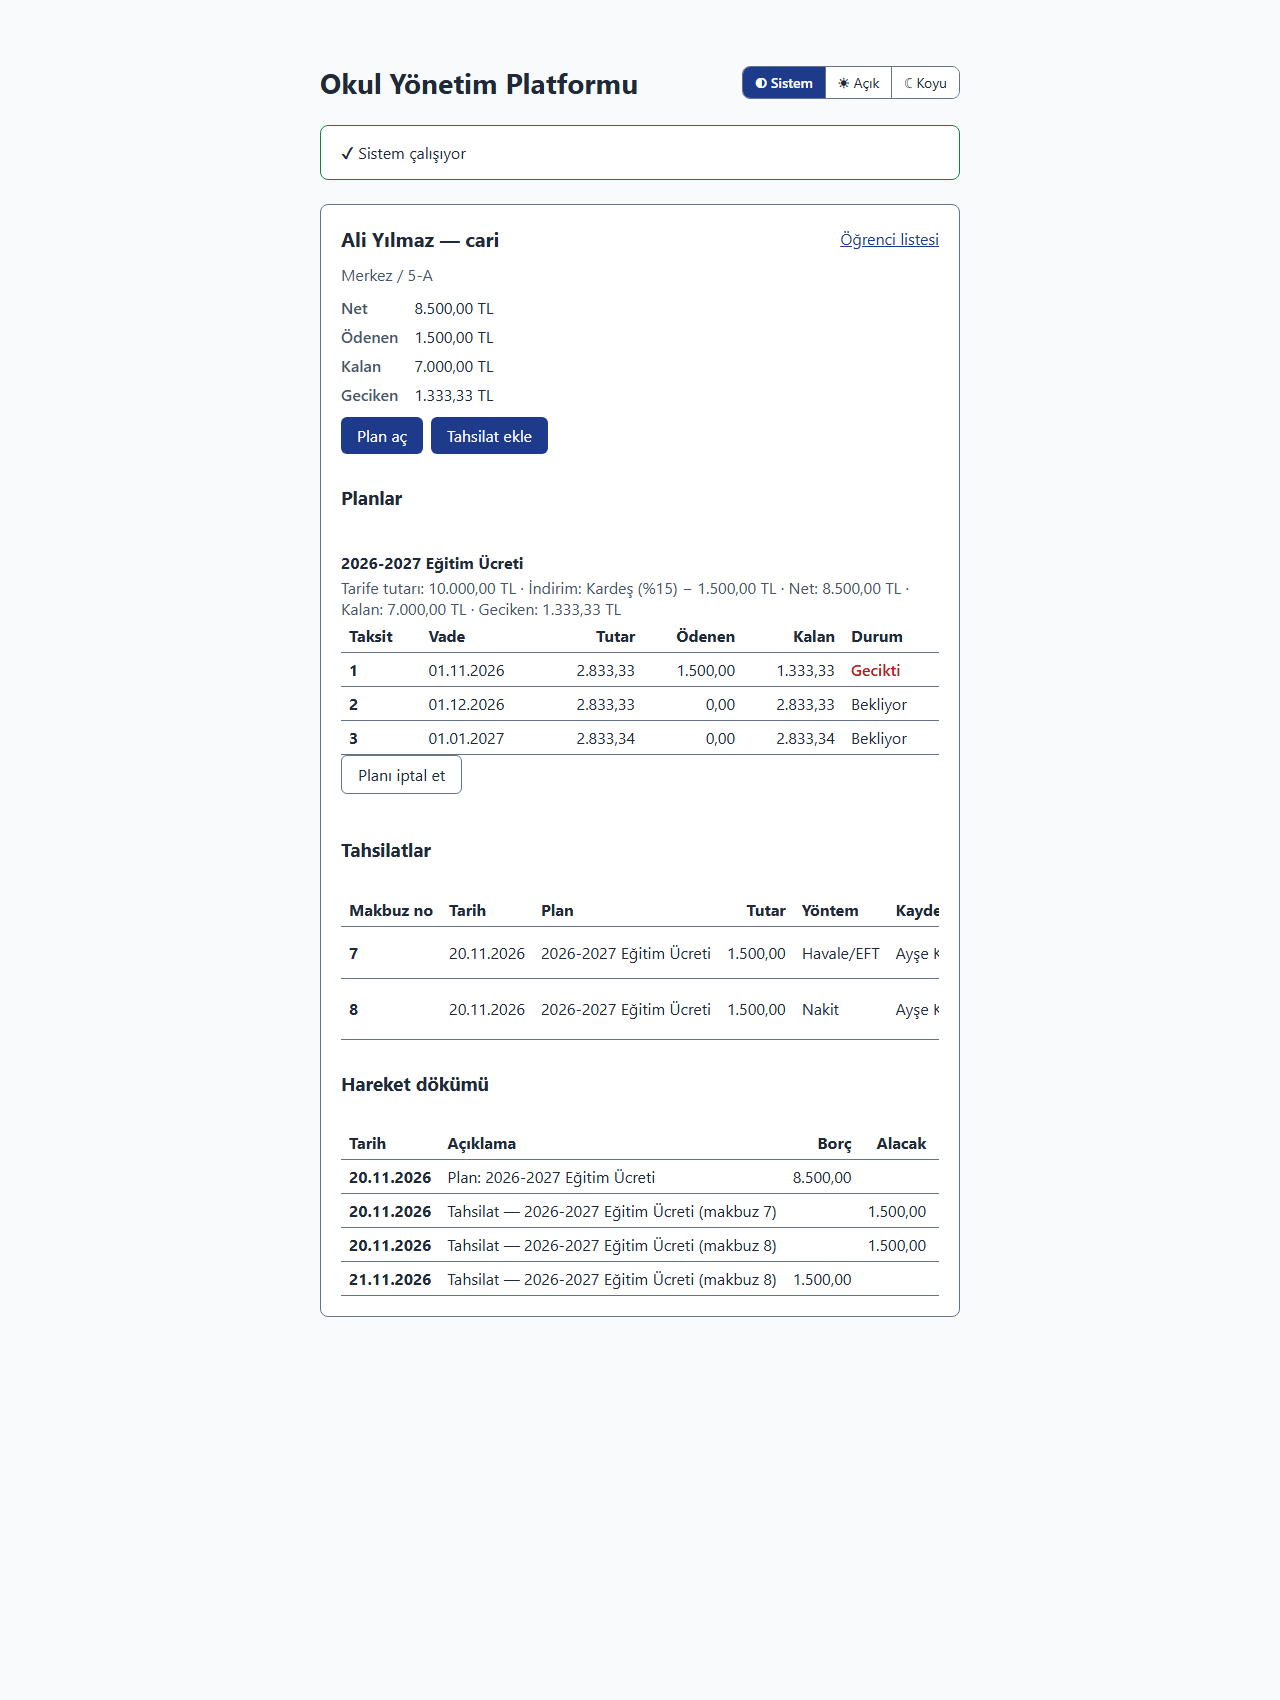 Okul Yönetim Platformu
◐ Sistem ☀ Açık ☾ Koyu
✓ Sistem çalışıyor
Ali Yılmaz — cari Öğrenci listesi
Merkez / 5-A
Net 8.500,00 TL
Ödenen 1.500,00 TL
Kalan 7.000,00 TL
Geciken 1.333,33 TL
Plan aç Tahsilat ekle
Planlar
2026-2027 Eğitim Ücreti
Tarife tutarı: 10.000,00 TL · İndirim: Kardeş (%15) − 1.500,00 TL · Net: 8.500,00 TL ·
Kalan: 7.000,00 TL · Geciken: 1.333,33 TL
Taksit Vade Tutar Ödenen Kalan Durum
1 01.11.2026 2.833,33 1.500,00 1.333,33 Gecikti
2 01.12.2026 2.833,33 0,00 2.833,33 Bekliyor
3 01.01.2027 2.833,34 0,00 2.833,34 Bekliyor
Planı iptal et
Tahsilatlar
Makbuz no Tarih Plan Tutar Yöntem Kayde
7 20.11.2026 2026-2027 Eğitim Ücreti 1.500,00 Havale/EFT Ayşe K
8 20.11.2026 2026-2027 Eğitim Ücreti 1.500,00 Nakit Ayşe K
Hareket dökümü
Tarih Açıklama Borç Alacak
20.11.2026 Plan: 2026-2027 Eğitim Ücreti 8.500,00
20.11.2026 Tahsilat — 2026-2027 Eğitim Ücreti (makbuz 7) 1.500,00
20.11.2026 Tahsilat — 2026-2027 Eğitim Ücreti (makbuz 8) 1.500,00
21.11.2026 Tahsilat — 2026-2027 Eğitim Ücreti (makbuz 8) 1.500,00